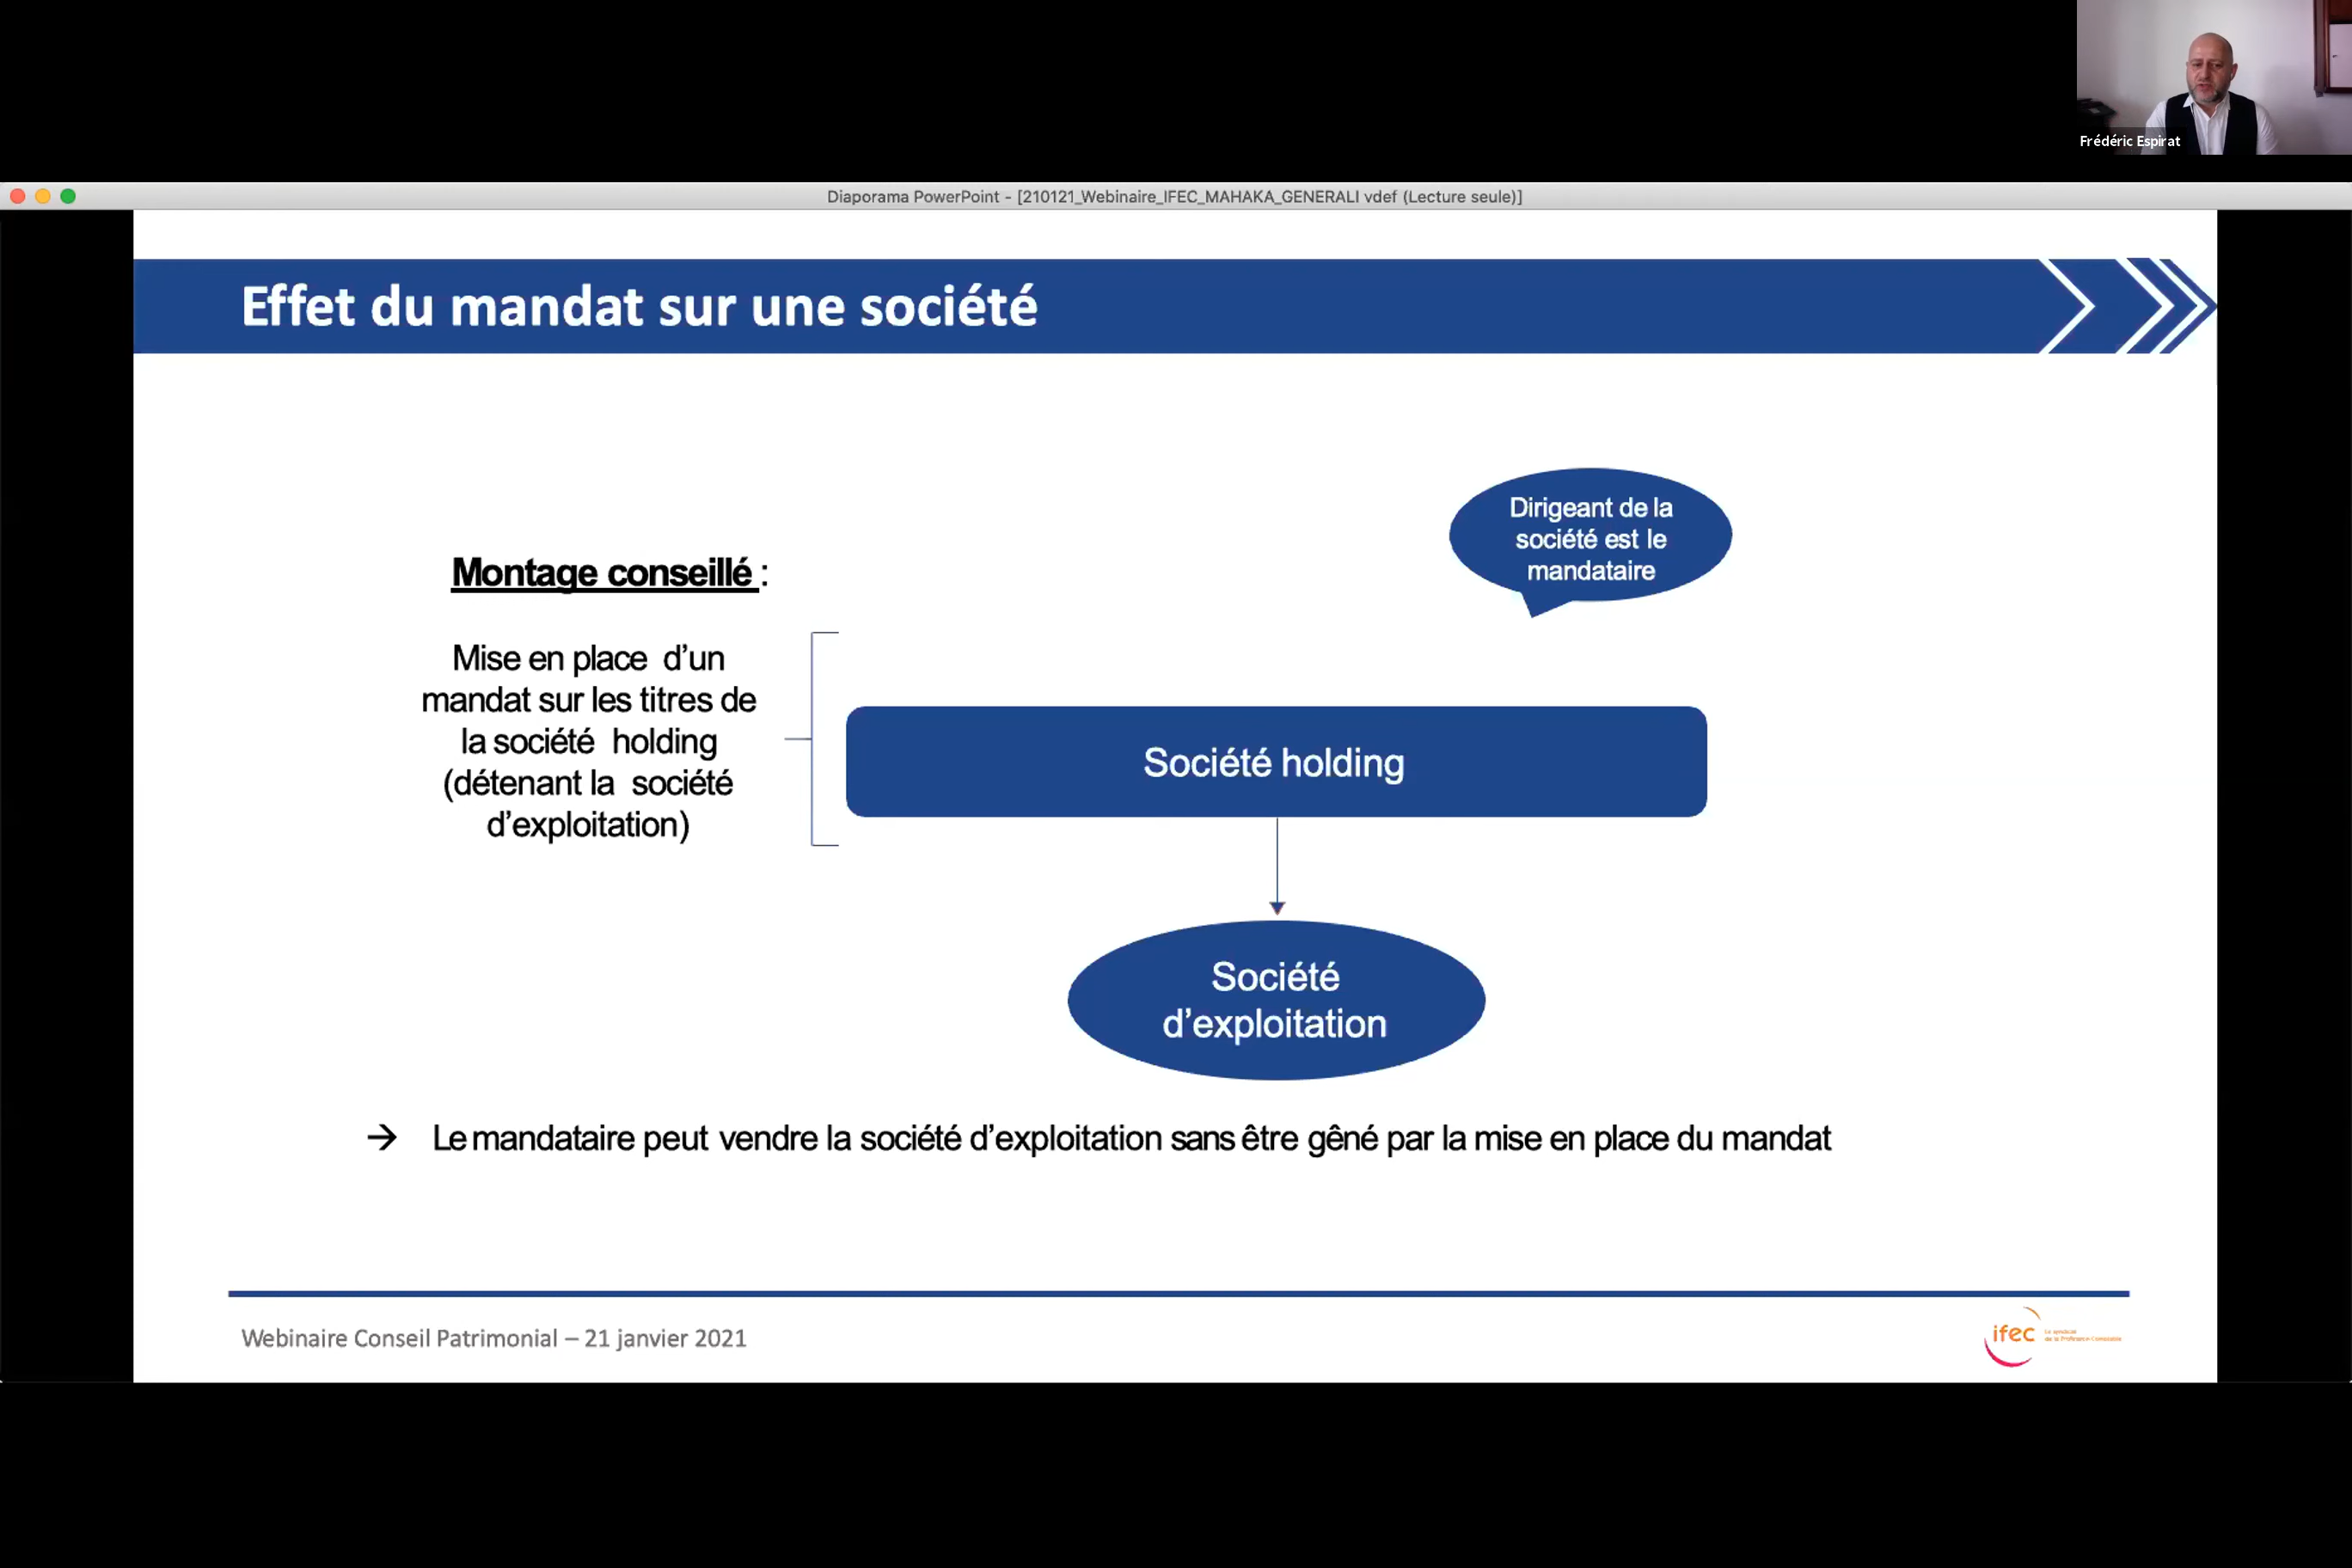 Frédéric Espirat
Diaporama PowerPoint - [210121_Webinaire_IFEC_MAHAKA_GENERALI vdef (Lecture seule)]
Effet du mandat sur une société
Dirigeant de la
société est le
mandataire
Montage conseillé :
Mise en place d’un
mandat sur les titres de
la société holding
(détenant la société
d’exploitation)
Société holding
Société
d’exploitation
→ Le mandataire peut vendre la société d’exploitation sans être gêné par la mise en place du mandat
Webinaire Conseil Patrimonial – 21 janvier 2021
ifec